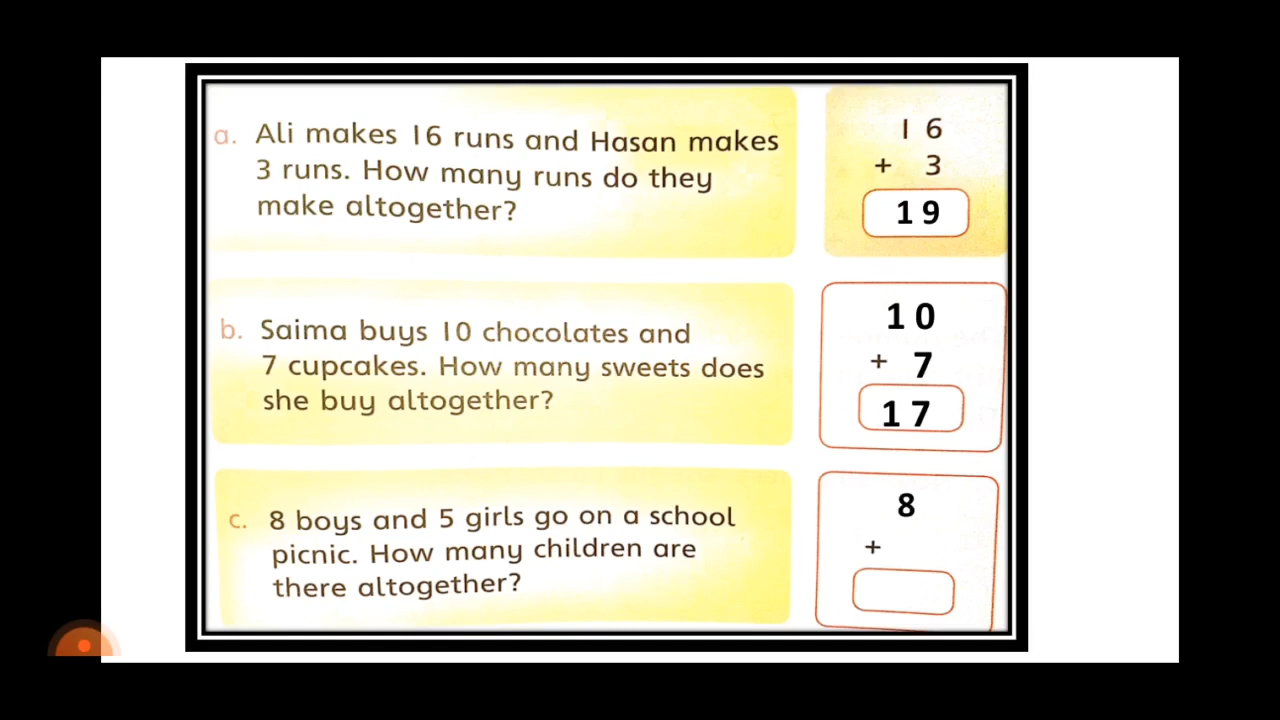 a. Ali makes 16 runs and Hasan makes
3 runs. How many runs do they
make altogether?
1 6
+ 3
1 9
b. Saima buys 10 chocolates and
7 cupcakes. How many sweets does
she buy altogether?
1 0
+ 7
1 7
c. 8 boys and 5 girls go on a school
picnic. How many children are
there altogether?
8
+